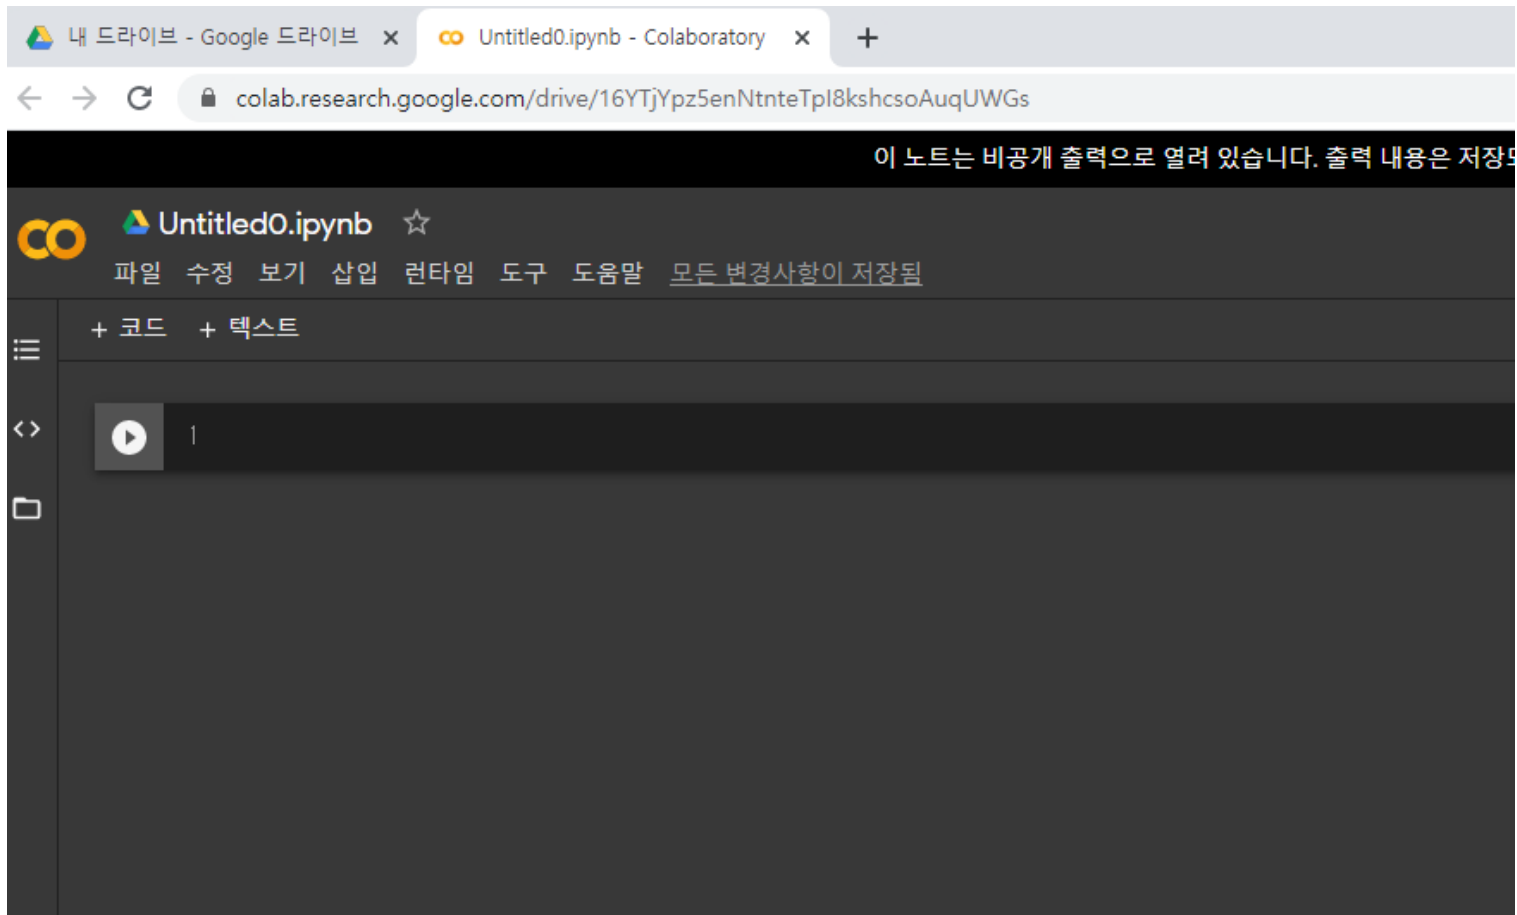 내 드라이브 - Google 드라이브
Untitled0.ipynb - Colaboratory
colab.research.google.com/drive/16YTjYpz5enNtnteTpI8kshcsoAuqUWGs
이 노트는 비공개 출력으로 열려 있습니다. 출력 내용은
Untitled0.ipynb
파일 수정 보기 삽입 런타임 도구 도움말 모든 변경사항이 저장됨
+ 코드 + 텍스트
1